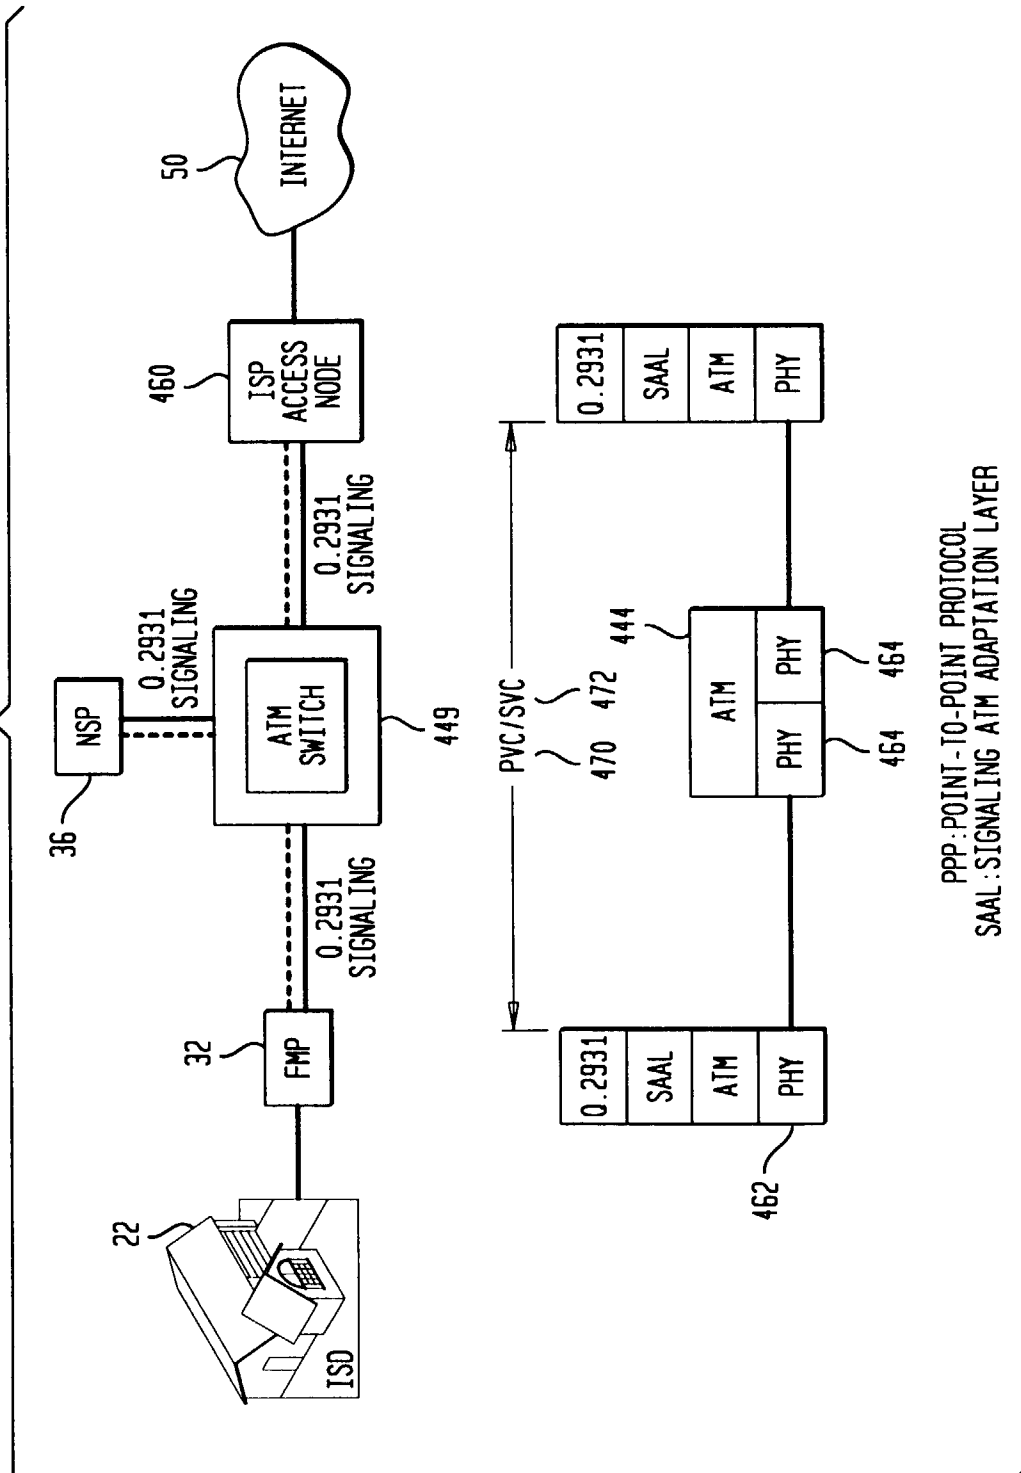 36
NSP
Q.2931
SIGNALING
22
ISD
32
FMP
Q.2931
SIGNALING
ATM
SWITCH
449
Q.2931
SIGNALING
460
ISP
ACCESS
NODE
50
INTERNET
PVC/SVC
470
472
Q.2931
SAAL
ATM
PHY
462
444
ATM
PHY
PHY
464
464
Q.2931
SAAL
ATM
PHY
PPP:POINT-TO-POINT PROTOCOL
SAAL:SIGNALING ATM ADAPTATION LAYER